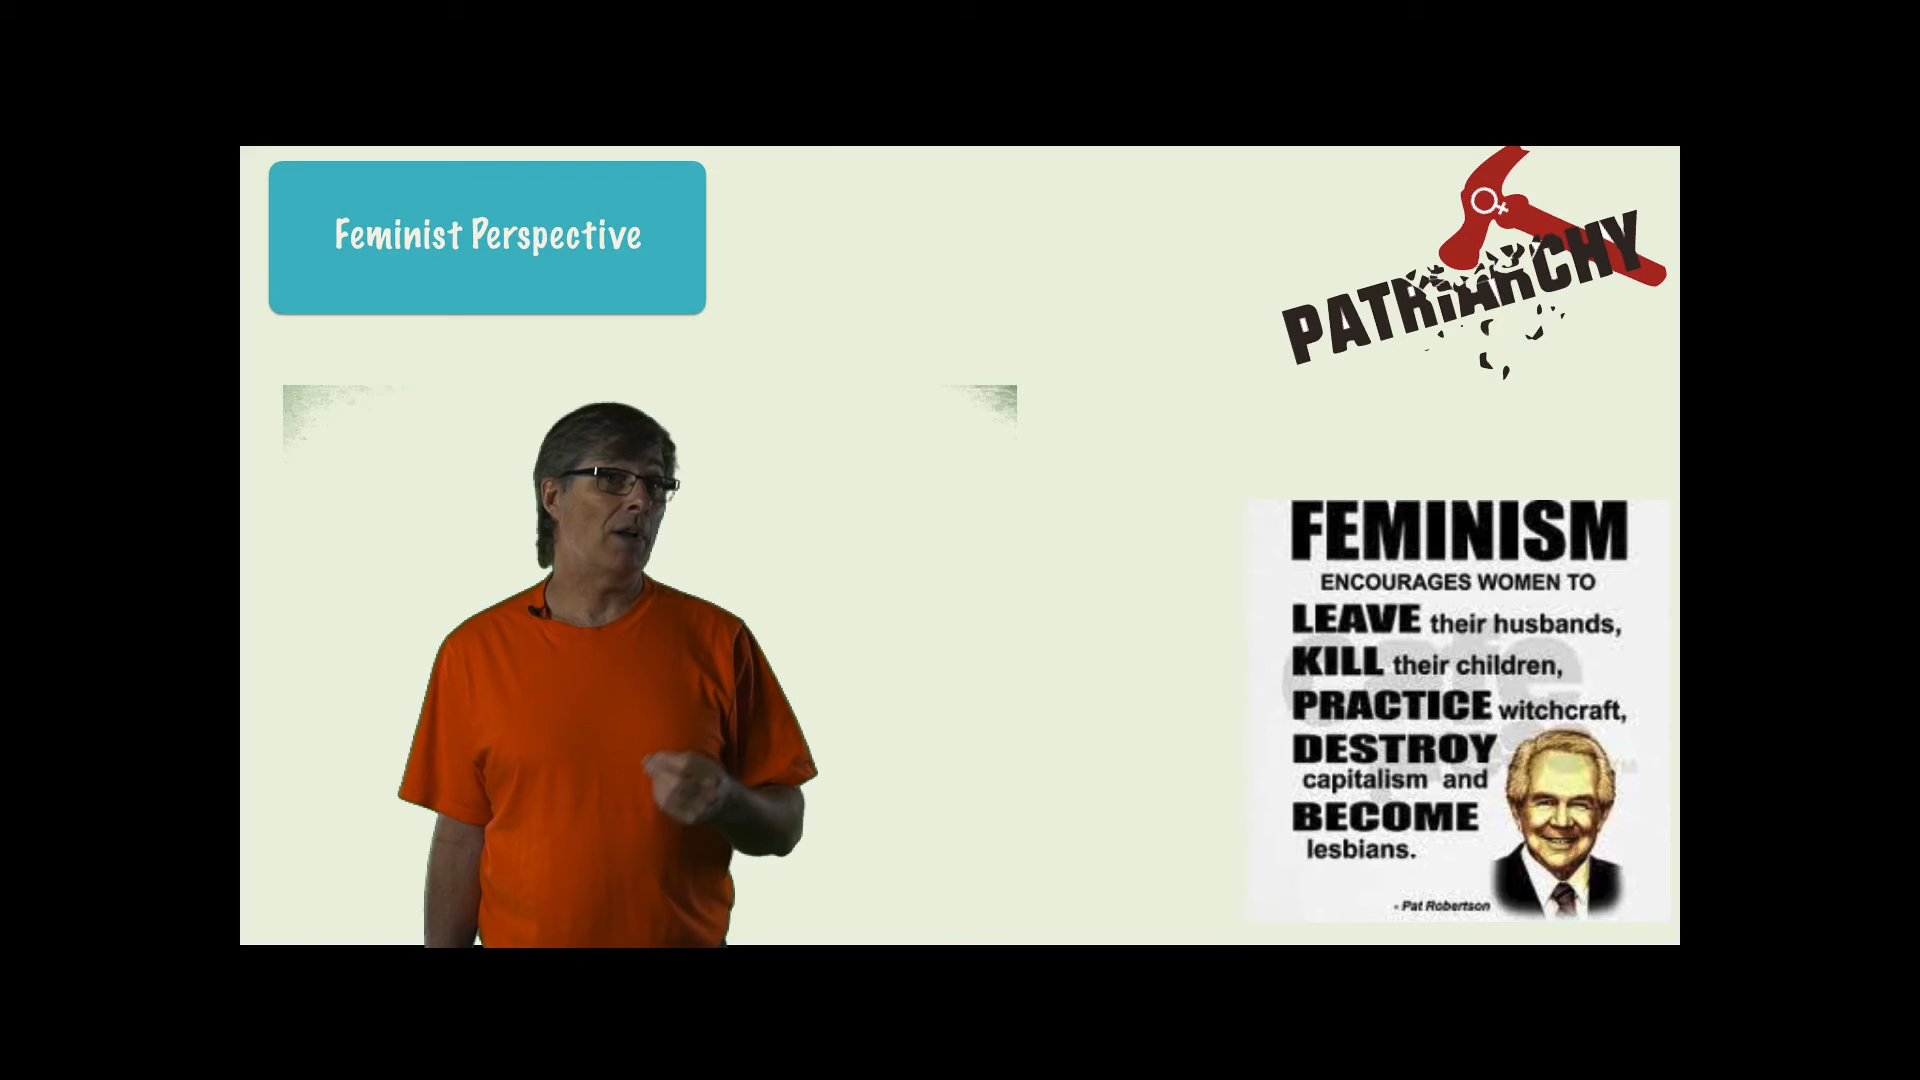 Feminist Perspective
PATRIARCHY
FEMINISM
ENCOURAGES WOMEN TO
LEAVE their husbands,
KILL their children,
PRACTICE witchcraft,
DESTROY
capitalism and
BECOME
lesbians.
- Pat Robertson